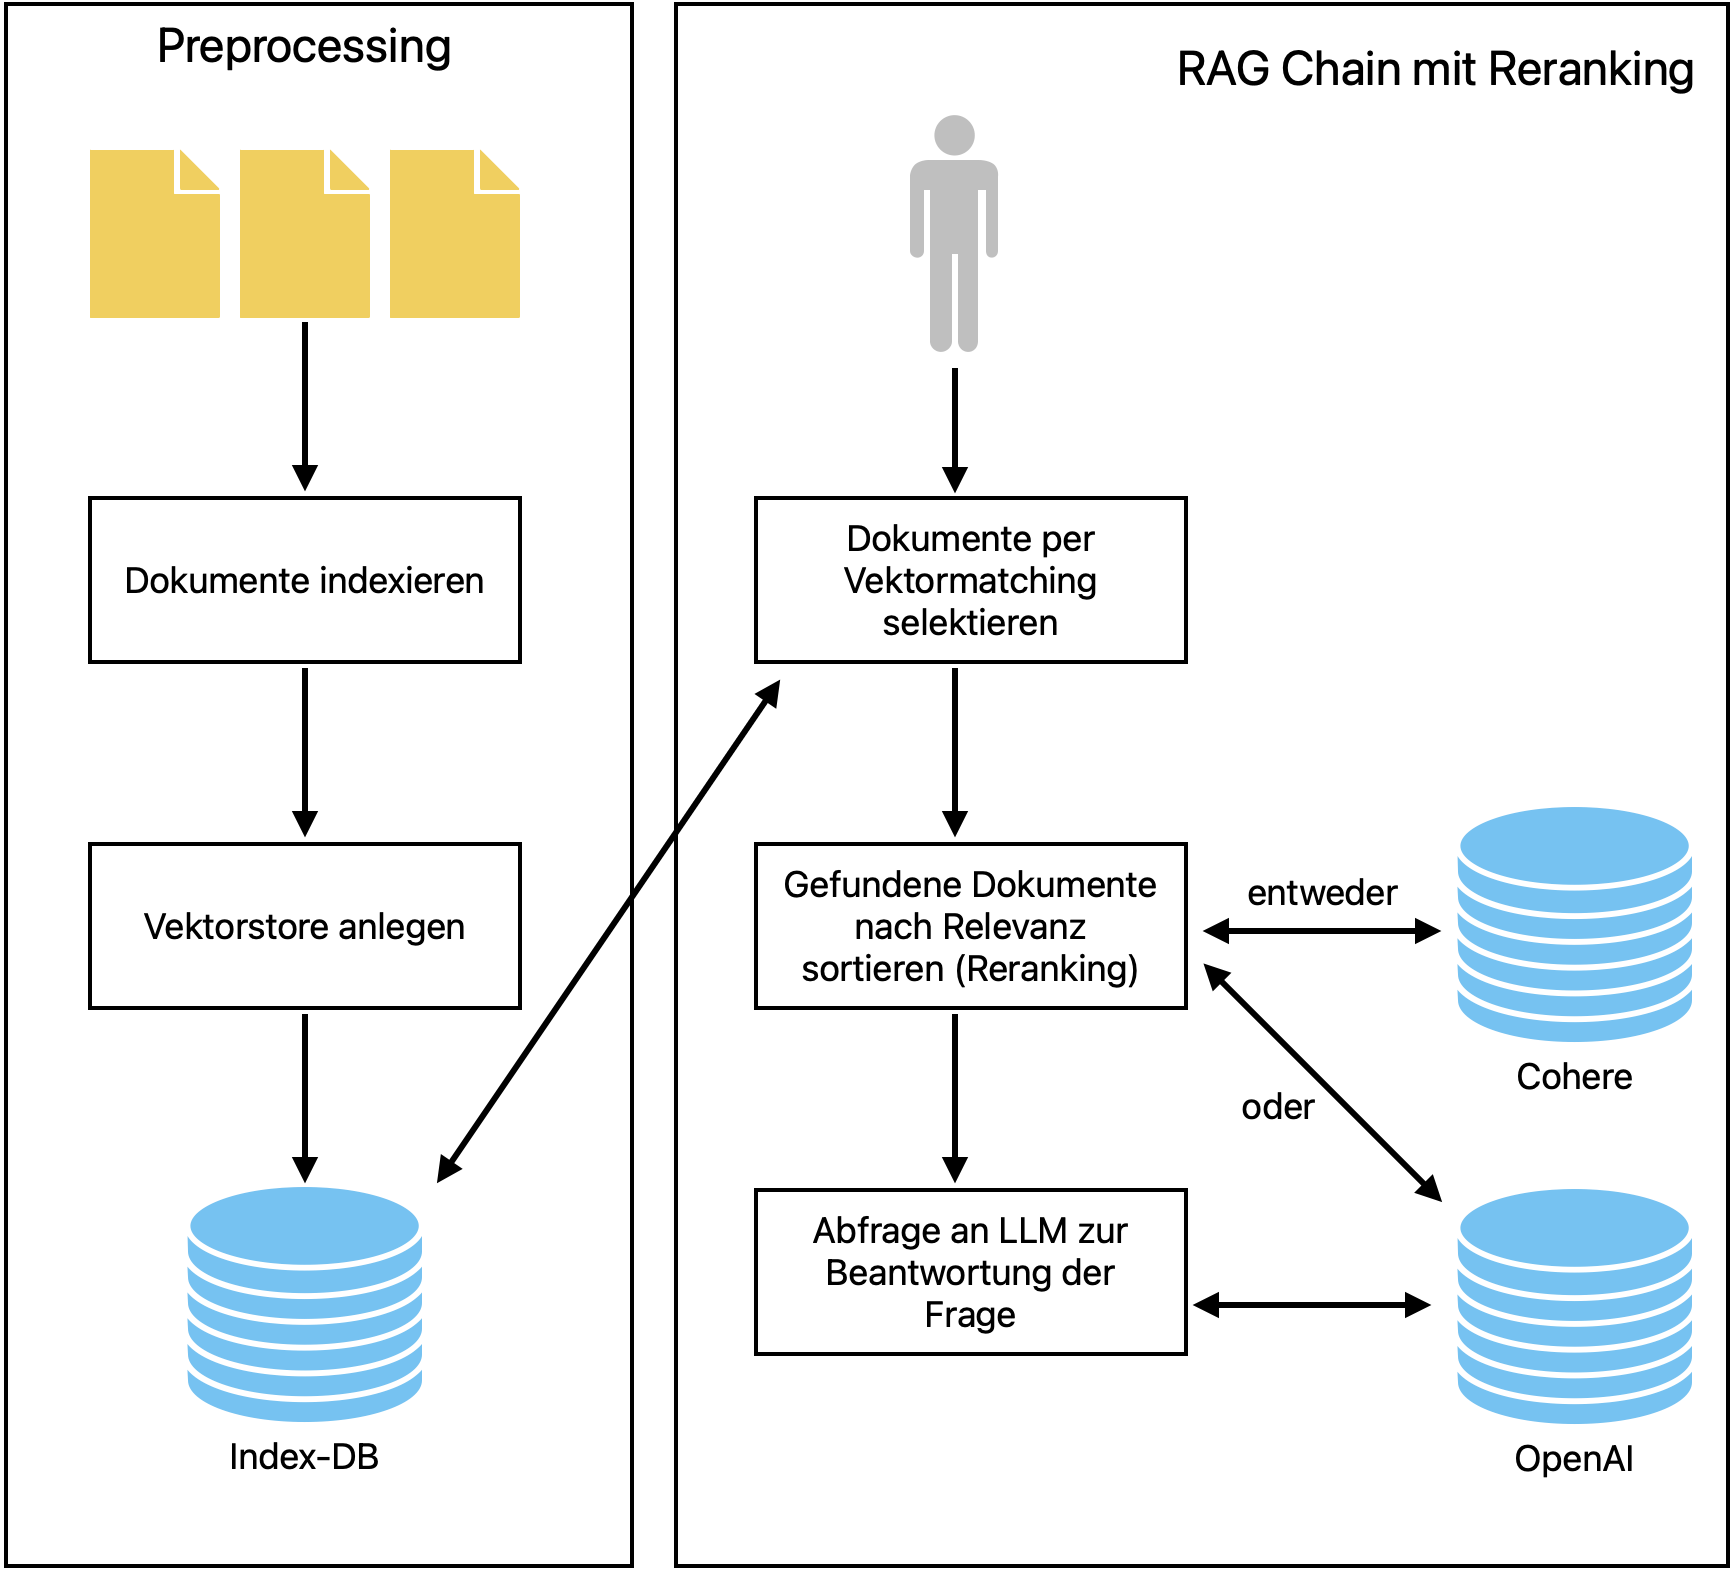 Preprocessing
Dokumente indexieren
Vektorstore anlegen
Index-DB
RAG Chain mit Reranking
Dokumente per
Vektormatching
selektieren
Gefundene Dokumente
nach Relevanz
sortieren (Reranking)
entweder
Cohere
oder
Abfrage an LLM zur
Beantwortung der
Frage
OpenAI